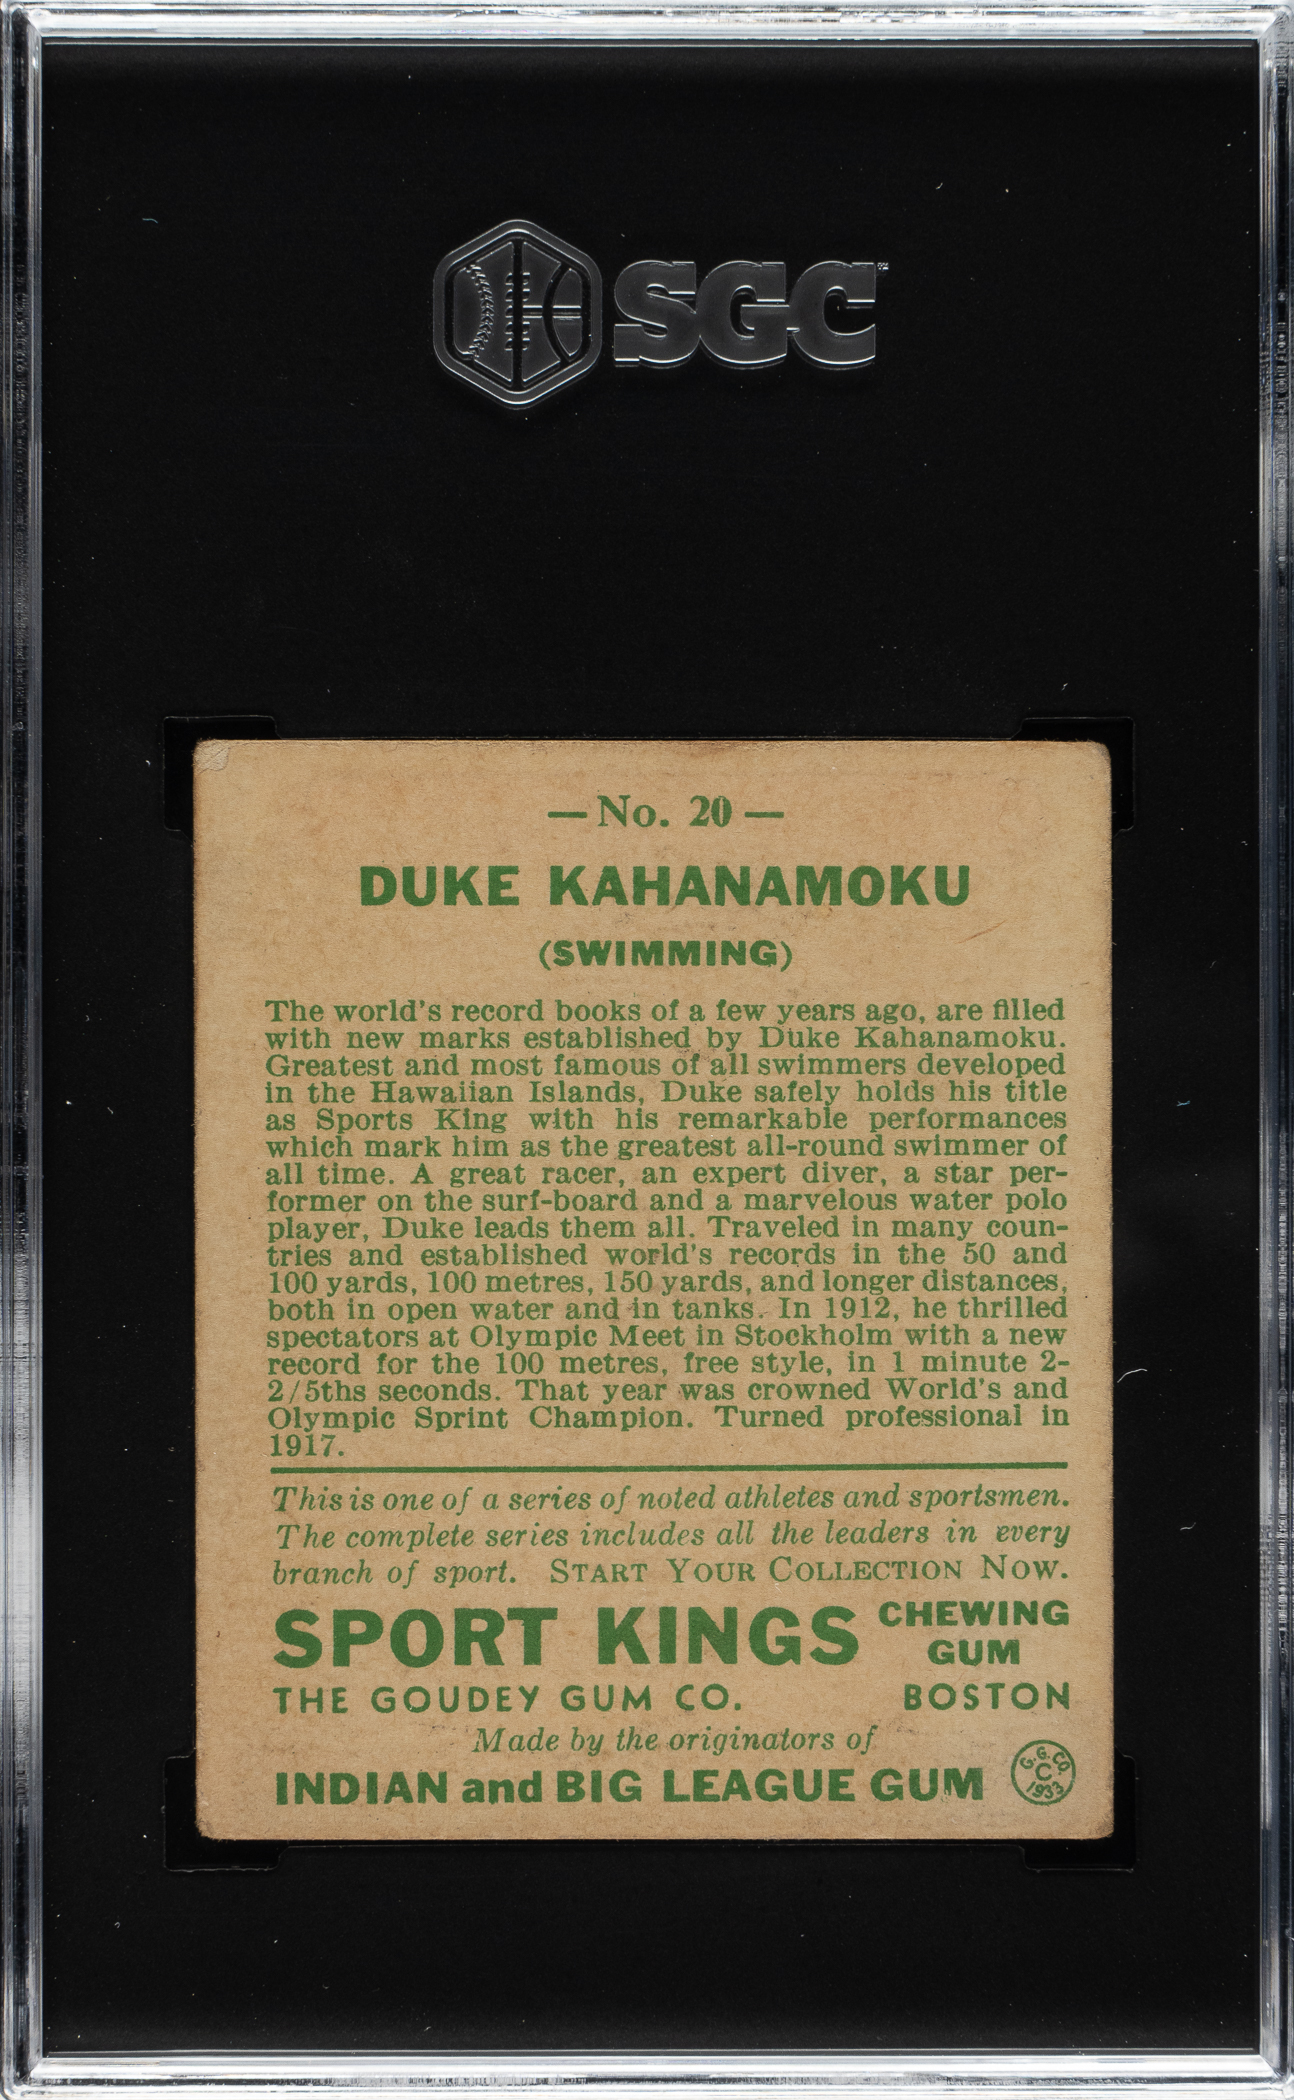 SGC
— No. 20 —
DUKE KAHANAMOKU
(SWIMMING)
The world's record books of a few years ago, are filled
with new marks established by Duke Kahanamoku.
Greatest and most famous of all swimmers developed
in the Hawaiian Islands, Duke safely holds his title
as Sports King with his remarkable performances
which mark him as the greatest all-round swimmer of
all time. A great racer, an expert diver, a star per-
former on the surf-board and a marvelous water polo
player, Duke leads them all. Traveled in many coun-
tries and established world's records in the 50 and
100 yards, 100 metres, 150 yards, and longer distances,
both in open water and in tanks. In 1912, he thrilled
spectators at Olympic Meet in Stockholm with a new
record for the 100 metres, free style, in 1 minute 2-
2/5ths seconds. That year was crowned World's and
Olympic Sprint Champion. Turned professional in
1917.
This is one of a series of noted athletes and sportsmen.
The complete series includes all the leaders in every
branch of sport. START YOUR COLLECTION NOW.
SPORT KINGS CHEWING GUM
THE GOUDEY GUM CO. BOSTON
Made by the originators of
INDIAN and BIG LEAGUE GUM
G. G. CO.
C
1933